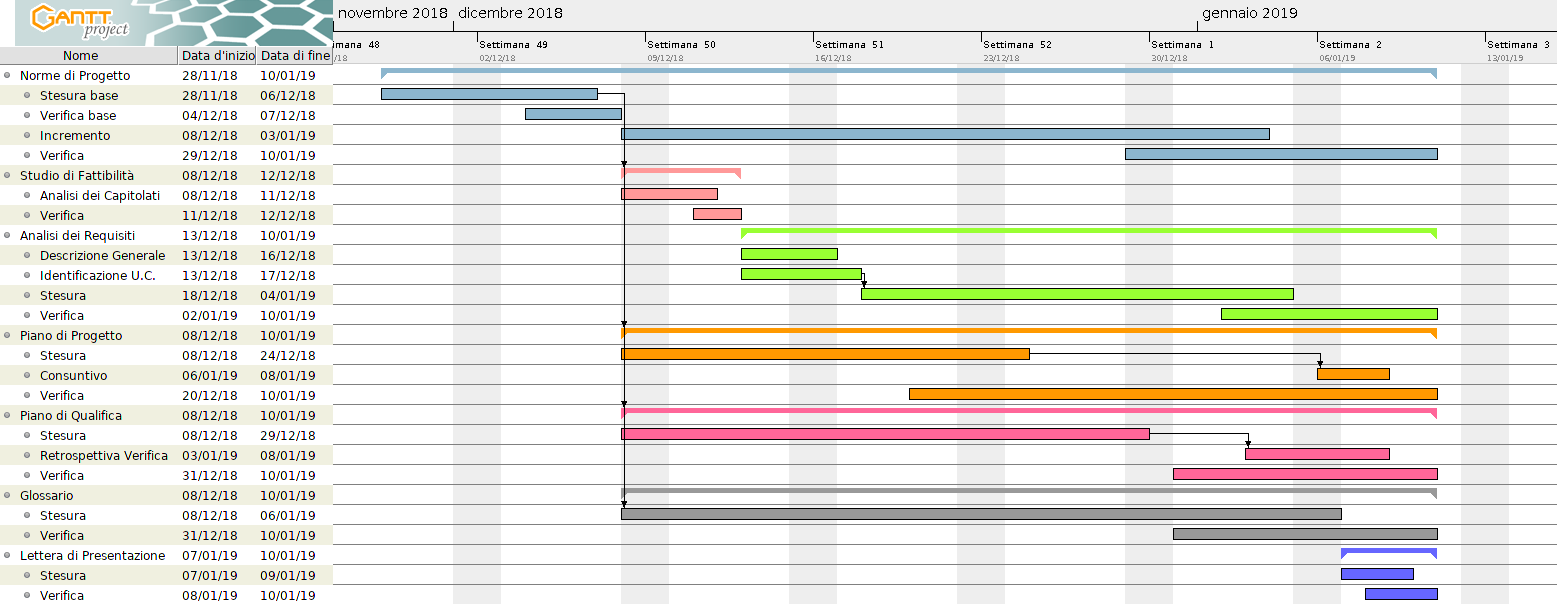 GANTT project
novembre 2018 dicembre 2018 gennaio 2019
imana 48 Settimana 49 Settimana 50 Settimana 51 Settimana 52 Settimana 1 Settimana 2 Settimana 3
/18 02/12/18 09/12/18 16/12/18 23/12/18 30/12/18 06/01/19 13/01/19
Nome Data d'inizio Data di fine
Norme di Progetto 28/11/18 10/01/19
Stesura base 28/11/18 06/12/18
Verifica base 04/12/18 07/12/18
Incremento 08/12/18 03/01/19
Verifica 29/12/18 10/01/19
Studio di Fattibilità 08/12/18 12/12/18
Analisi dei Capitolati 08/12/18 11/12/18
Verifica 11/12/18 12/12/18
Analisi dei Requisiti 13/12/18 10/01/19
Descrizione Generale 13/12/18 16/12/18
Identificazione U.C. 13/12/18 17/12/18
Stesura 18/12/18 04/01/19
Verifica 02/01/19 10/01/19
Piano di Progetto 08/12/18 10/01/19
Stesura 08/12/18 24/12/18
Consuntivo 06/01/19 08/01/19
Verifica 20/12/18 10/01/19
Piano di Qualifica 08/12/18 10/01/19
Stesura 08/12/18 29/12/18
Retrospettiva Verifica 03/01/19 08/01/19
Verifica 31/12/18 10/01/19
Glossario 08/12/18 10/01/19
Stesura 08/12/18 06/01/19
Verifica 31/12/18 10/01/19
Lettera di Presentazione 07/01/19 10/01/19
Stesura 07/01/19 09/01/19
Verifica 08/01/19 10/01/19